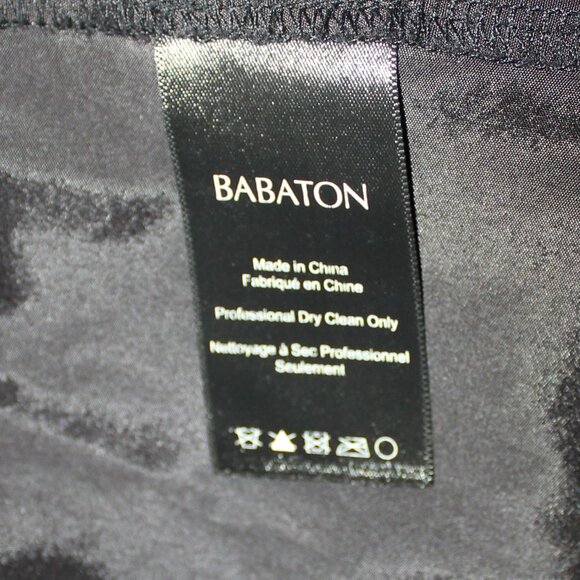 BABATON
Made in China
Fabriqué en Chine
Professional Dry Clean Only
Nettoyage à Sec Professionnel
Seulement